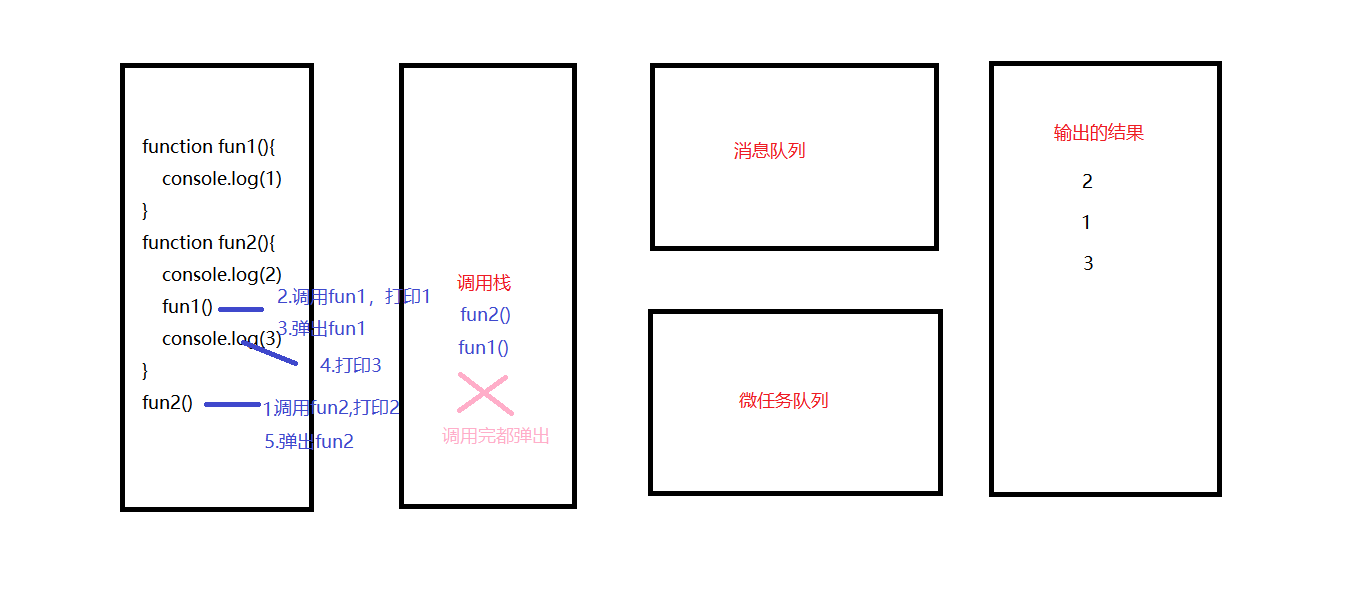 function fun1(){
console.log(1)
}
function fun2(){
console.log(2)
fun1()
console.log(3)
}
fun2()
2.调用fun1，打印1
3.弹出fun1
4.打印3
1调用fun2,打印2
5.弹出fun2
调用栈
fun2()
fun1()
调用完都弹出
消息队列
微任务队列
输出的结果
2
1
3